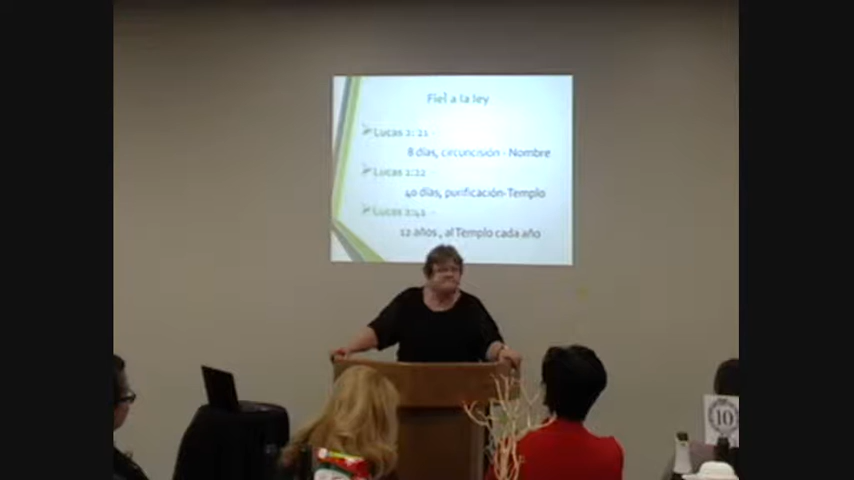 Fiel a la ley
Lucas 2: 21 -
8 días, circuncisión - Nombre
Lucas 2:22
40 días, purificación- Templo
Lucas 2:41 -
12 años , al Templo cada año
10